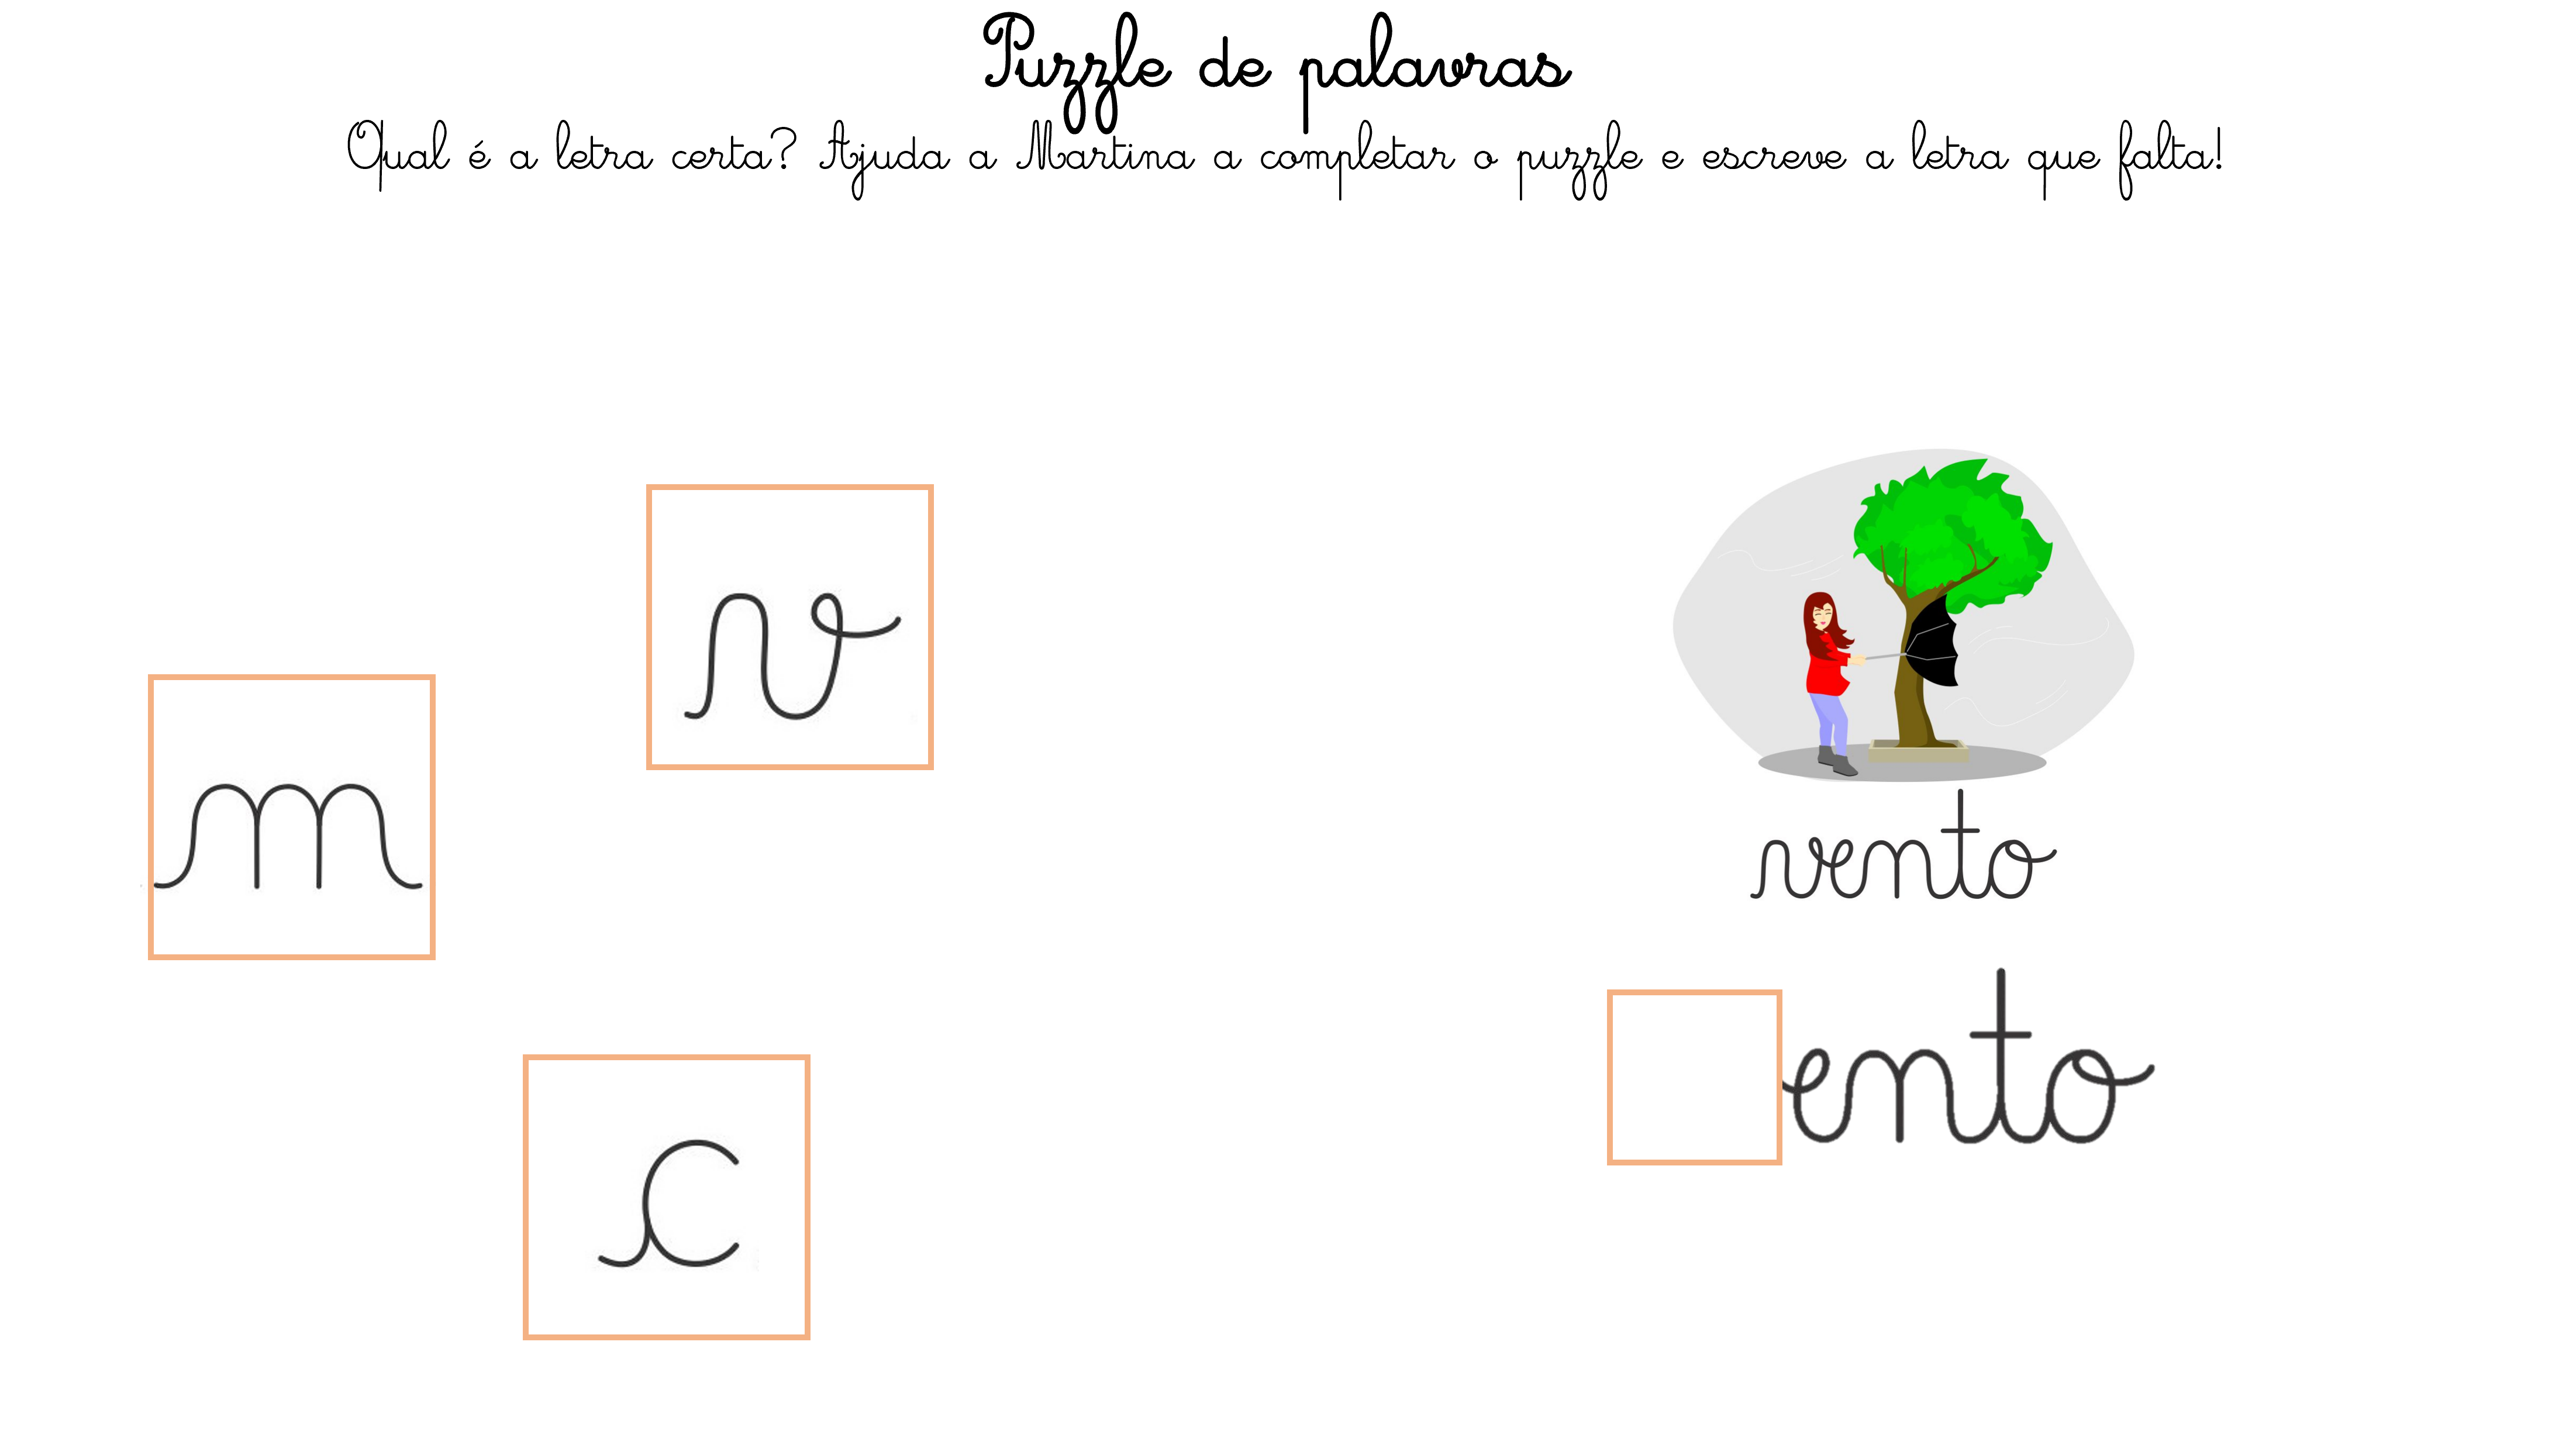 Puzzle de palavras
Qual é a letra certa? Ajuda a Martina a completar o puzzle e escreve a letra que falta!
v
m
vento
ento
c